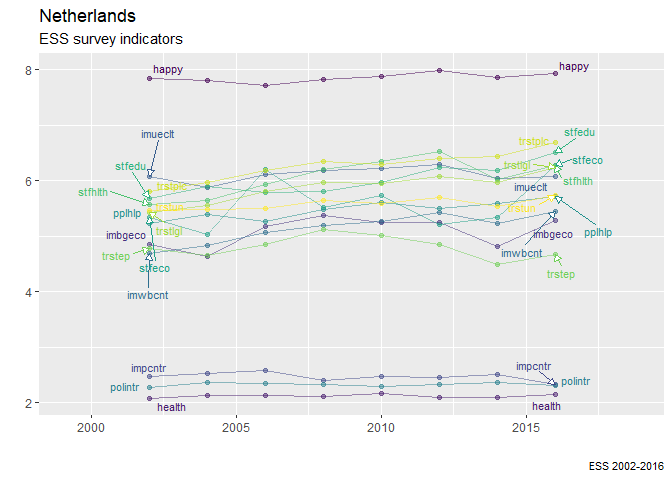 Netherlands
ESS survey indicators
happy
happy
imueclt
trstplc
stfedu
stfedu
trstlgl
stfeco
trstplc
stfhlth
stfhlth
imueclt
trstun
trstun
pplhlp
trstlgl
pplhlp
imbgeco
imbgeco
trstep
imwbcnt
stfeco
trstep
imwbcnt
impcntr
impcntr
polintr
polintr
health
health
8
6
4
2
2000
2005
2010
2015
ESS 2002-2016